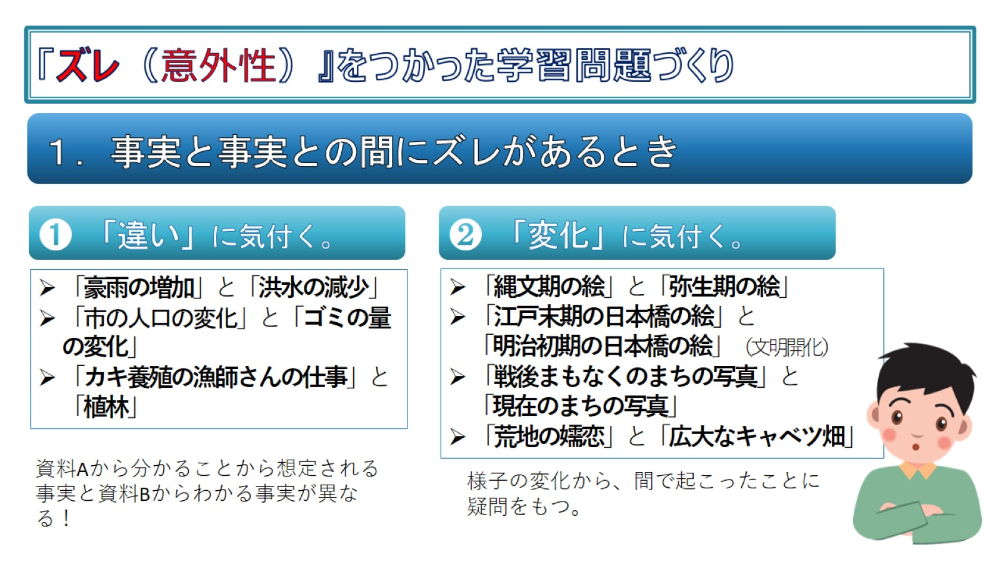 『ズレ（意外性）』をつかった学習問題づくり
１．事実と事実との間にズレがあるとき
❶「違い」に気付く。
➢「豪雨の増加」と「洪水の減少」
➢「市の人口の変化」と「ゴミの量
の変化」
➢「カキ養殖の漁師さんの仕事」と
「植林」
資料Aから分かることから想定される
事実と資料Bからわかる事実が異な
る！
❷「変化」に気付く。
➢「縄文期の絵」と「弥生期の絵」
➢「江戸末期の日本橋の絵」と
「明治初期の日本橋の絵」（文明開化）
➢「戦後まもなくのまちの写真」と
「現在のまちの写真」
➢「荒地の嬬恋」と「広大なキャベツ畑」
様子の変化から、間で起こったことに
疑問をもつ。